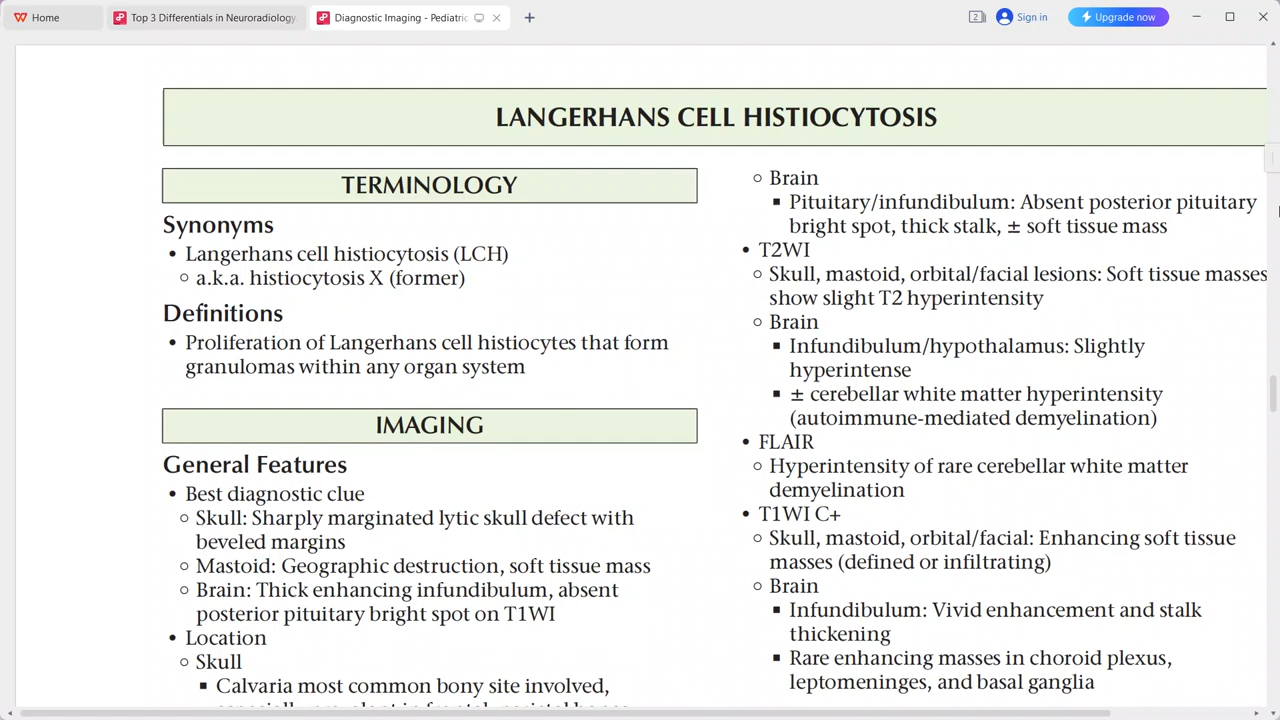 Home
Top 3 Differentials in Neuroradiology.
Diagnostic Imaging - Pediatric
2
Sign in
Upgrade now
LANGERHANS CELL HISTIOCYTOSIS
TERMINOLOGY
Synonyms
• Langerhans cell histiocytosis (LCH)
○ a.k.a. histiocytosis X (former)
Definitions
• Proliferation of Langerhans cell histiocytes that form
granulomas within any organ system
IMAGING
General Features
• Best diagnostic clue
○ Skull: Sharply marginated lytic skull defect with
beveled margins
○ Mastoid: Geographic destruction, soft tissue mass
○ Brain: Thick enhancing infundibulum, absent
posterior pituitary bright spot on T1WI
• Location
○ Skull
▪ Calvaria most common bony site involved,
○ Brain
▪ Pituitary/infundibulum: Absent posterior pituitary
bright spot, thick stalk, ± soft tissue mass
• T2WI
○ Skull, mastoid, orbital/facial lesions: Soft tissue masses
show slight T2 hyperintensity
○ Brain
▪ Infundibulum/hypothalamus: Slightly
hyperintense
▪ ± cerebellar white matter hyperintensity
(autoimmune-mediated demyelination)
• FLAIR
○ Hyperintensity of rare cerebellar white matter
demyelination
• T1WI C+
○ Skull, mastoid, orbital/facial: Enhancing soft tissue
masses (defined or infiltrating)
○ Brain
▪ Infundibulum: Vivid enhancement and stalk
thickening
▪ Rare enhancing masses in choroid plexus,
leptomeninges, and basal ganglia